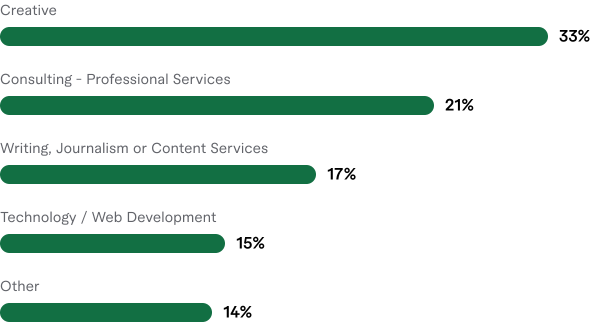 Creative
33%
Consulting - Professional Services
21%
Writing, Journalism or Content Services
17%
Technology / Web Development
15%
Other
14%